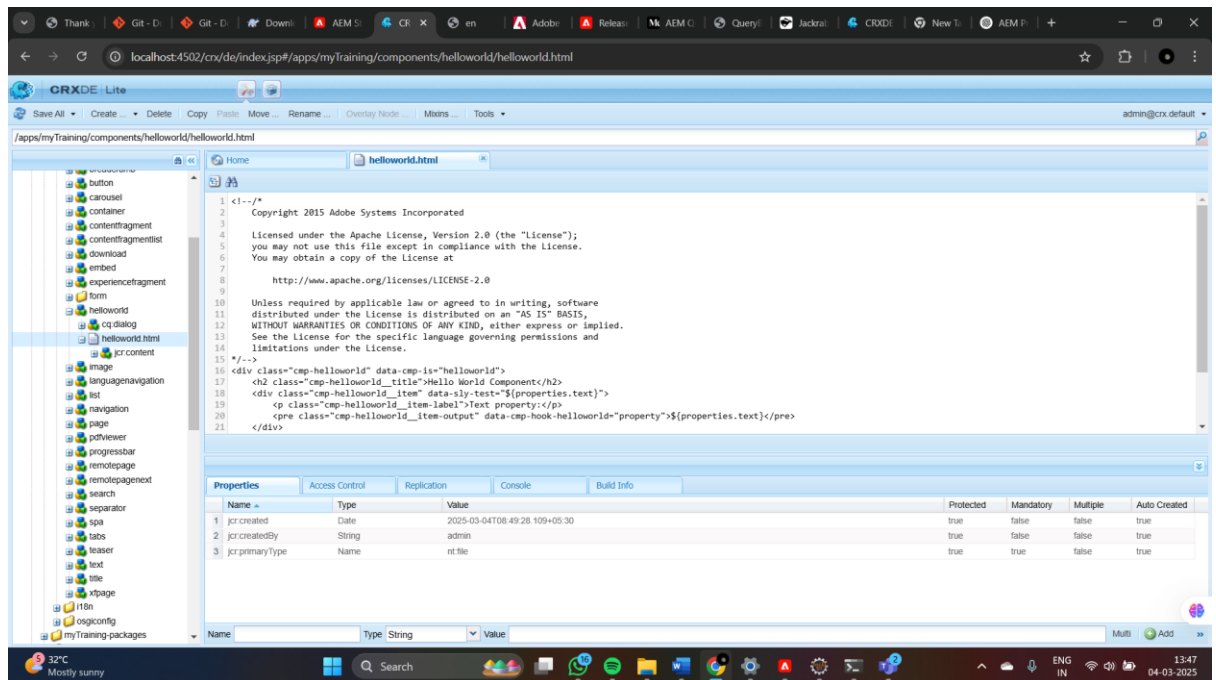 Thank
Git - D
Git - D
Downl
AEM S
CR
en
Adobe
Release
AEM
Query
Jackrab
CRXDE
New Ta
AEM P
localhost:4502/crx/de/index.jsp#/apps/myTraining/components/helloworld/helloworld.html
CRXDE Lite
Save All Create ... Delete Copy Paste Move ... Rename ... Overlay Node ... Mixins ... Tools admin@crx.default
/apps/myTraining/components/helloworld/helloworld.html
breadcrumb
button
carousel
container
contentfragment
contentfragmentlist
download
embed
experiencefragment
form
helloworld
cq:dialog
helloworld.html
jcr:content
image
languagenavigation
list
navigation
page
pdfviewer
progressbar
remotepage
remotepagenext
search
separator
spa
tabs
teaser
text
title
xfpage
i18n
osgiconfig
myTraining-packages
Home helloworld.html
1 <!--/*
2 Copyright 2015 Adobe Systems Incorporated
3
4 Licensed under the Apache License, Version 2.0 (the "License");
5 you may not use this file except in compliance with the License.
6 You may obtain a copy of the License at
7
8 http://www.apache.org/licenses/LICENSE-2.0
9
10 Unless required by applicable law or agreed to in writing, software
11 distributed under the License is distributed on an "AS IS" BASIS,
12 WITHOUT WARRANTIES OR CONDITIONS OF ANY KIND, either express or implied.
13 See the License for the specific language governing permissions and
14 limitations under the License.
15 */-->
16 <div class="cmp-helloworld" data-cmp-is="helloworld">
17 <h2 class="cmp-helloworld__title">Hello World Component</h2>
18 <div class="cmp-helloworld__item" data-sly-test="${properties.text}">
19 <p class="cmp-helloworld__item-label">Text property:</p>
20 <pre class="cmp-helloworld__item-output" data-cmp-hook-helloworld="property">${properties.text}</pre>
21 </div>
Properties Access Control Replication Console Build Info
Name Type Value Protected Mandatory Multiple Auto Created
1 jcr:created Date 2025-03-04T08:49:28.109+05:30 true false false true
2 jcr:createdBy String admin true false false true
3 jcr:primaryType Name nt:file true true false true
Name Type String Value Multi Add
5
32°C
Mostly sunny
Search
16
2
ENG
IN
13:47
04-03-2025